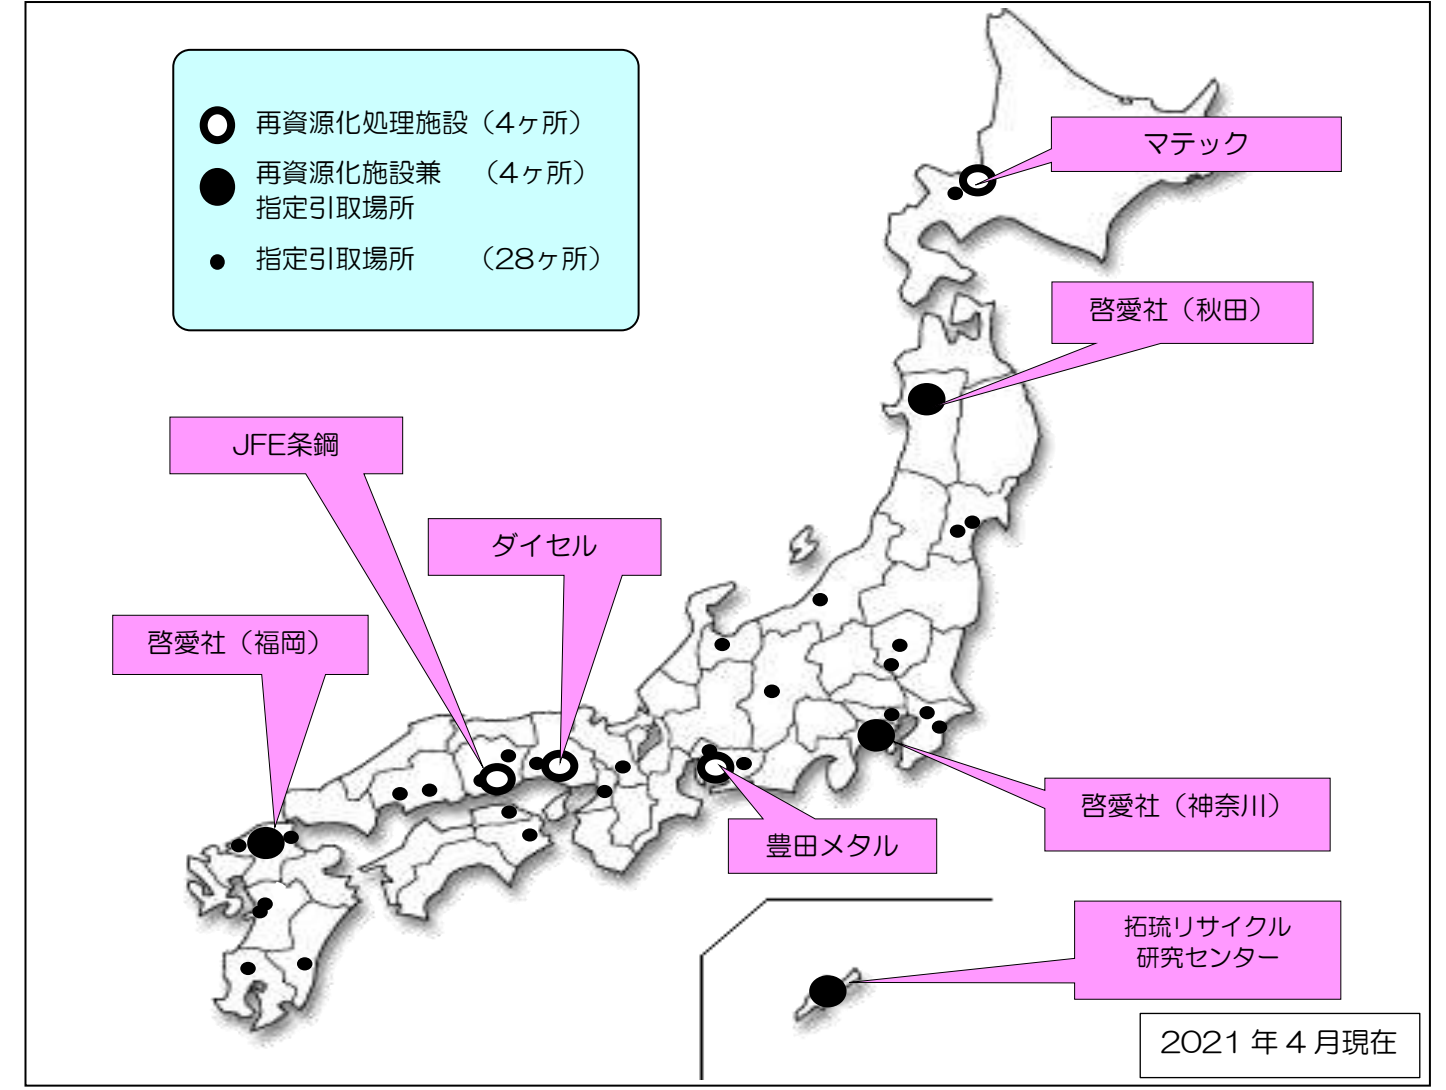 再資源化処理施設（4ヶ所）
再資源化施設兼　（4ヶ所）
指定引取場所
指定引取場所　（28ヶ所）
マテック
啓愛社（秋田）
JFE条鋼
ダイセル
啓愛社（福岡）
啓愛社（神奈川）
豊田メタル
拓琉リサイクル
研究センター
2021年4月現在